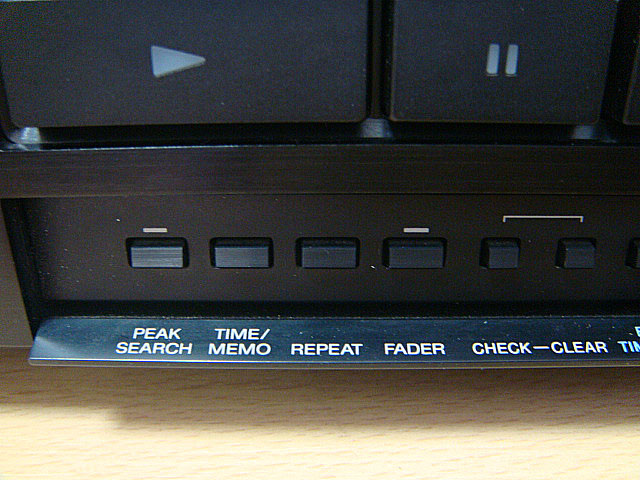 PEAK
SEARCH
TIME/
MEMO
REPEAT
FADER
CHECK—CLEAR